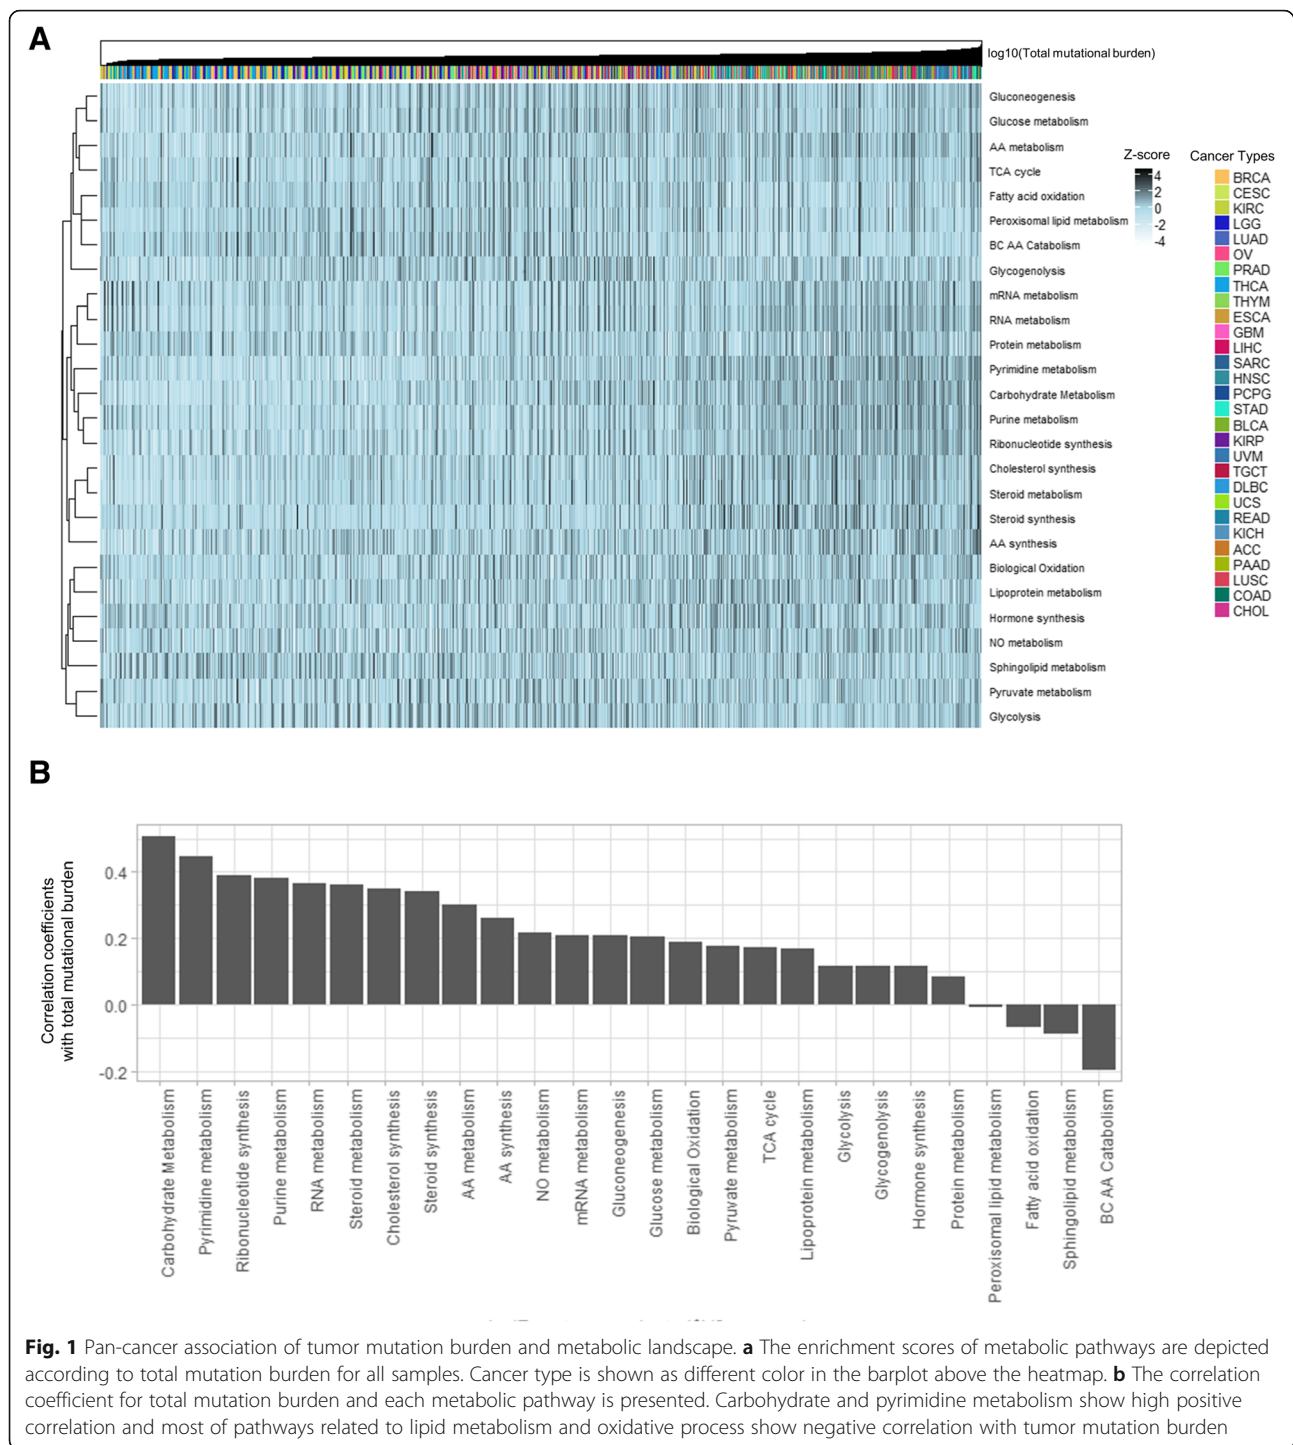 A
log10(Total mutational burden)
Gluconeogenesis
Glucose metabolism
AA metabolism
TCA cycle
Fatty acid oxidation
Peroxisomal lipid metabolism
BC AA Catabolism
Glycogenolysis
mRNA metabolism
RNA metabolism
Protein metabolism
Pyrimidine metabolism
Carbohydrate Metabolism
Purine metabolism
Ribonucleotide synthesis
Cholesterol synthesis
Steroid metabolism
Steroid synthesis
AA synthesis
Biological Oxidation
Lipoprotein metabolism
Hormone synthesis
NO metabolism
Sphingolipid metabolism
Pyruvate metabolism
Glycolysis
Z-score
4
2
0
-2
-4
Cancer Types
BRCA
CESC
KIRC
LGG
LUAD
OV
PRAD
THCA
THYM
ESCA
GBM
LIHC
SARC
HNSC
PCPG
STAD
BLCA
KIRP
UVM
TGCT
DLBC
UCS
READ
KICH
ACC
PAAD
LUSC
COAD
CHOL
B
Correlation coefficients
with total mutational burden
0.4
0.2
0.0
-0.2
Carbohydrate Metabolism
Pyrimidine metabolism
Ribonucleotide synthesis
Purine metabolism
RNA metabolism
Steroid metabolism
Cholesterol synthesis
Steroid synthesis
AA metabolism
AA synthesis
NO metabolism
mRNA metabolism
Gluconeogenesis
Glucose metabolism
Biological Oxidation
Pyruvate metabolism
TCA cycle
Lipoprotein metabolism
Glycolysis
Glycogenolysis
Hormone synthesis
Protein metabolism
Peroxisomal lipid metabolism
Fatty acid oxidation
Sphingolipid metabolism
BC AA Catabolism
Fig. 1 Pan-cancer association of tumor mutation burden and metabolic landscape. a The enrichment scores of metabolic pathways are depicted
according to total mutation burden for all samples. Cancer type is shown as different color in the barplot above the heatmap. b The correlation
coefficient for total mutation burden and each metabolic pathway is presented. Carbohydrate and pyrimidine metabolism show high positive
correlation and most of pathways related to lipid metabolism and oxidative process show negative correlation with tumor mutation burden